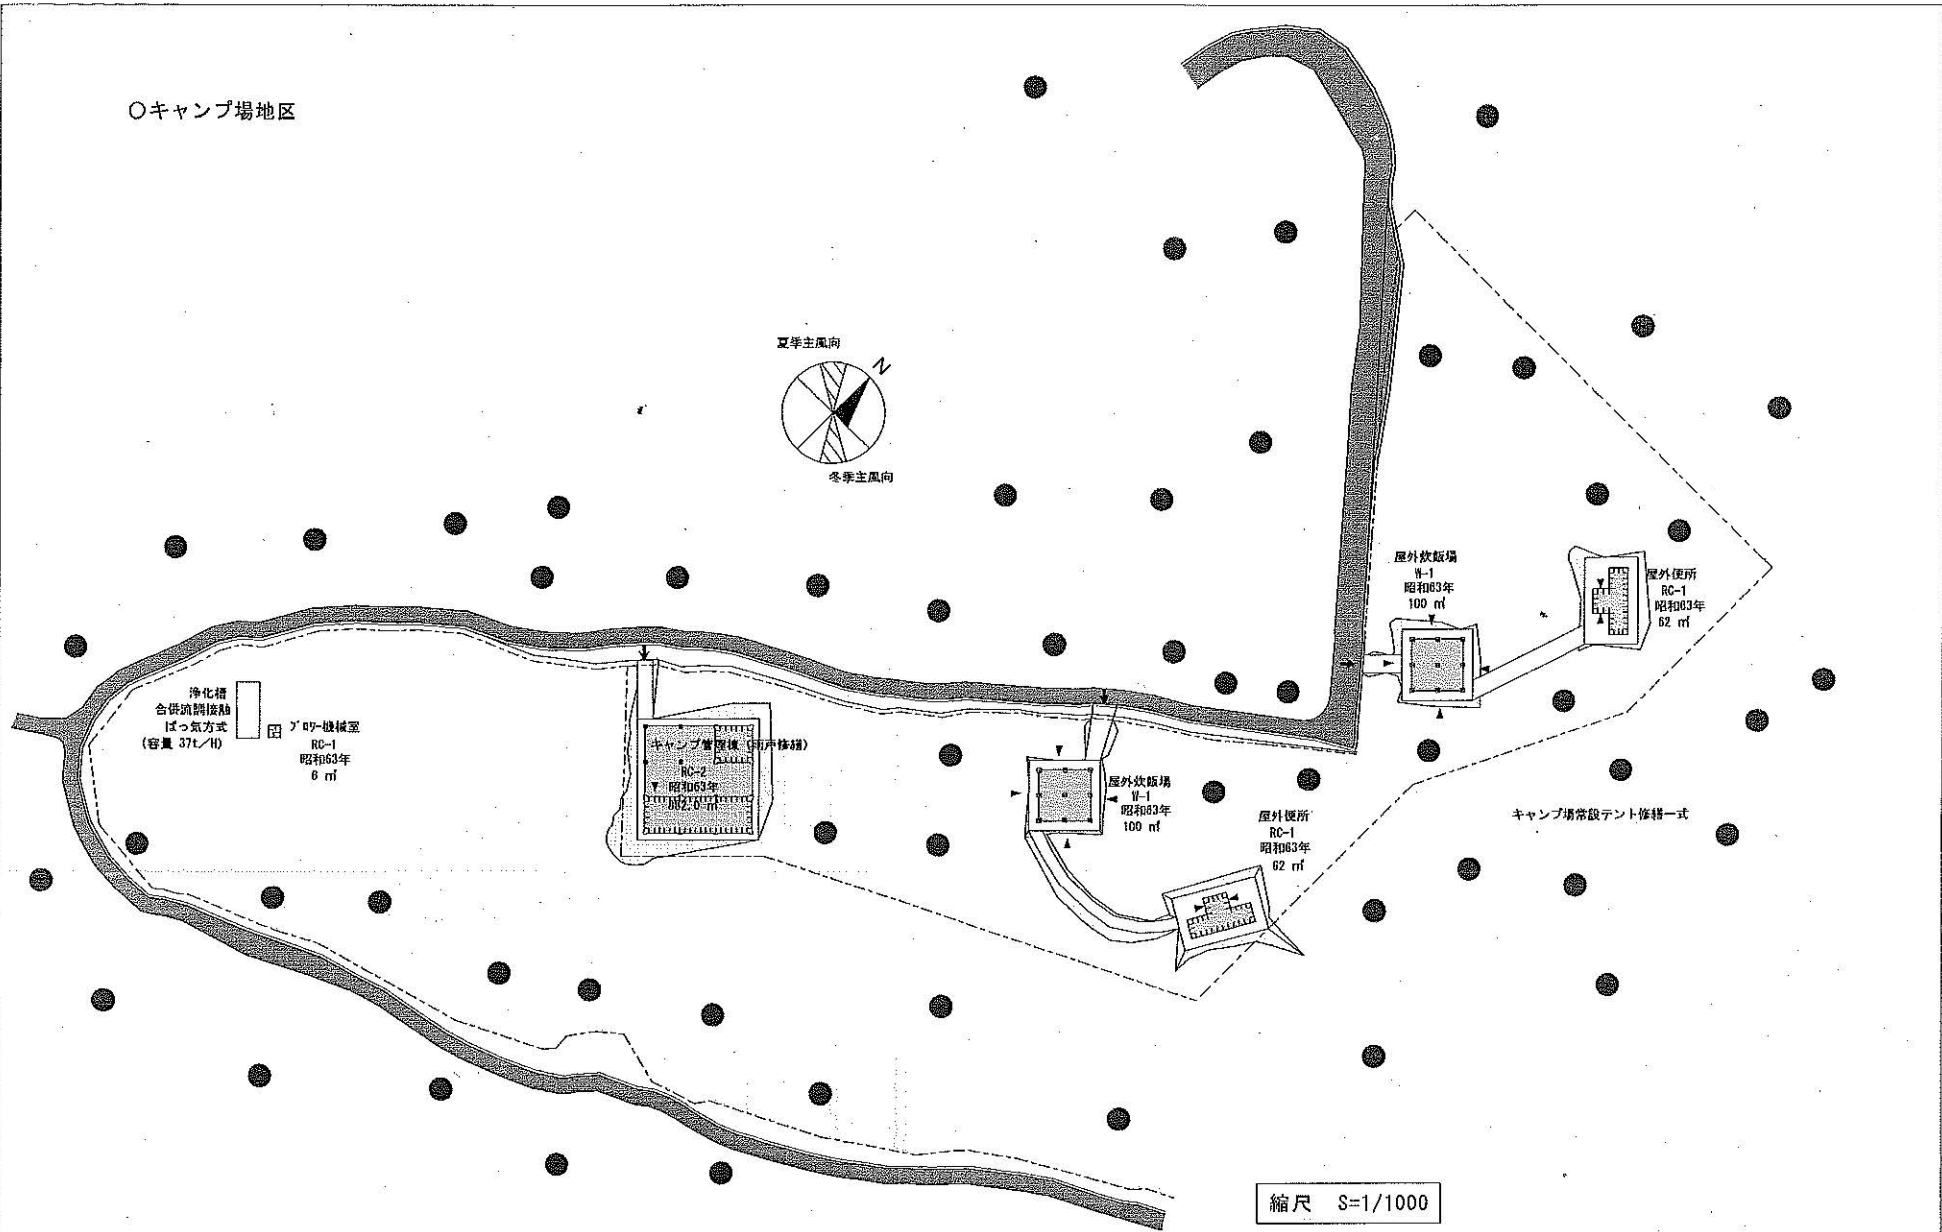 ○キャンプ場地区
夏季主風向
N
冬季主風向
屋外炊飯場
W-1
昭和63年
100 ㎡
屋外便所
RC-1
昭和63年
62 ㎡
浄化槽
ばっ気方式
(容量 37t/H)
ブロワー機械室
RC-1
昭和63年
6 ㎡
キャンプ管理棟 (雨戸修繕)
RC-2
昭和63年
屋外炊飯場
W-1
昭和63年
100 ㎡
屋外便所
RC-1
昭和63年
62 ㎡
キャンプ場常設テント修繕一式
縮尺 S=1/1000